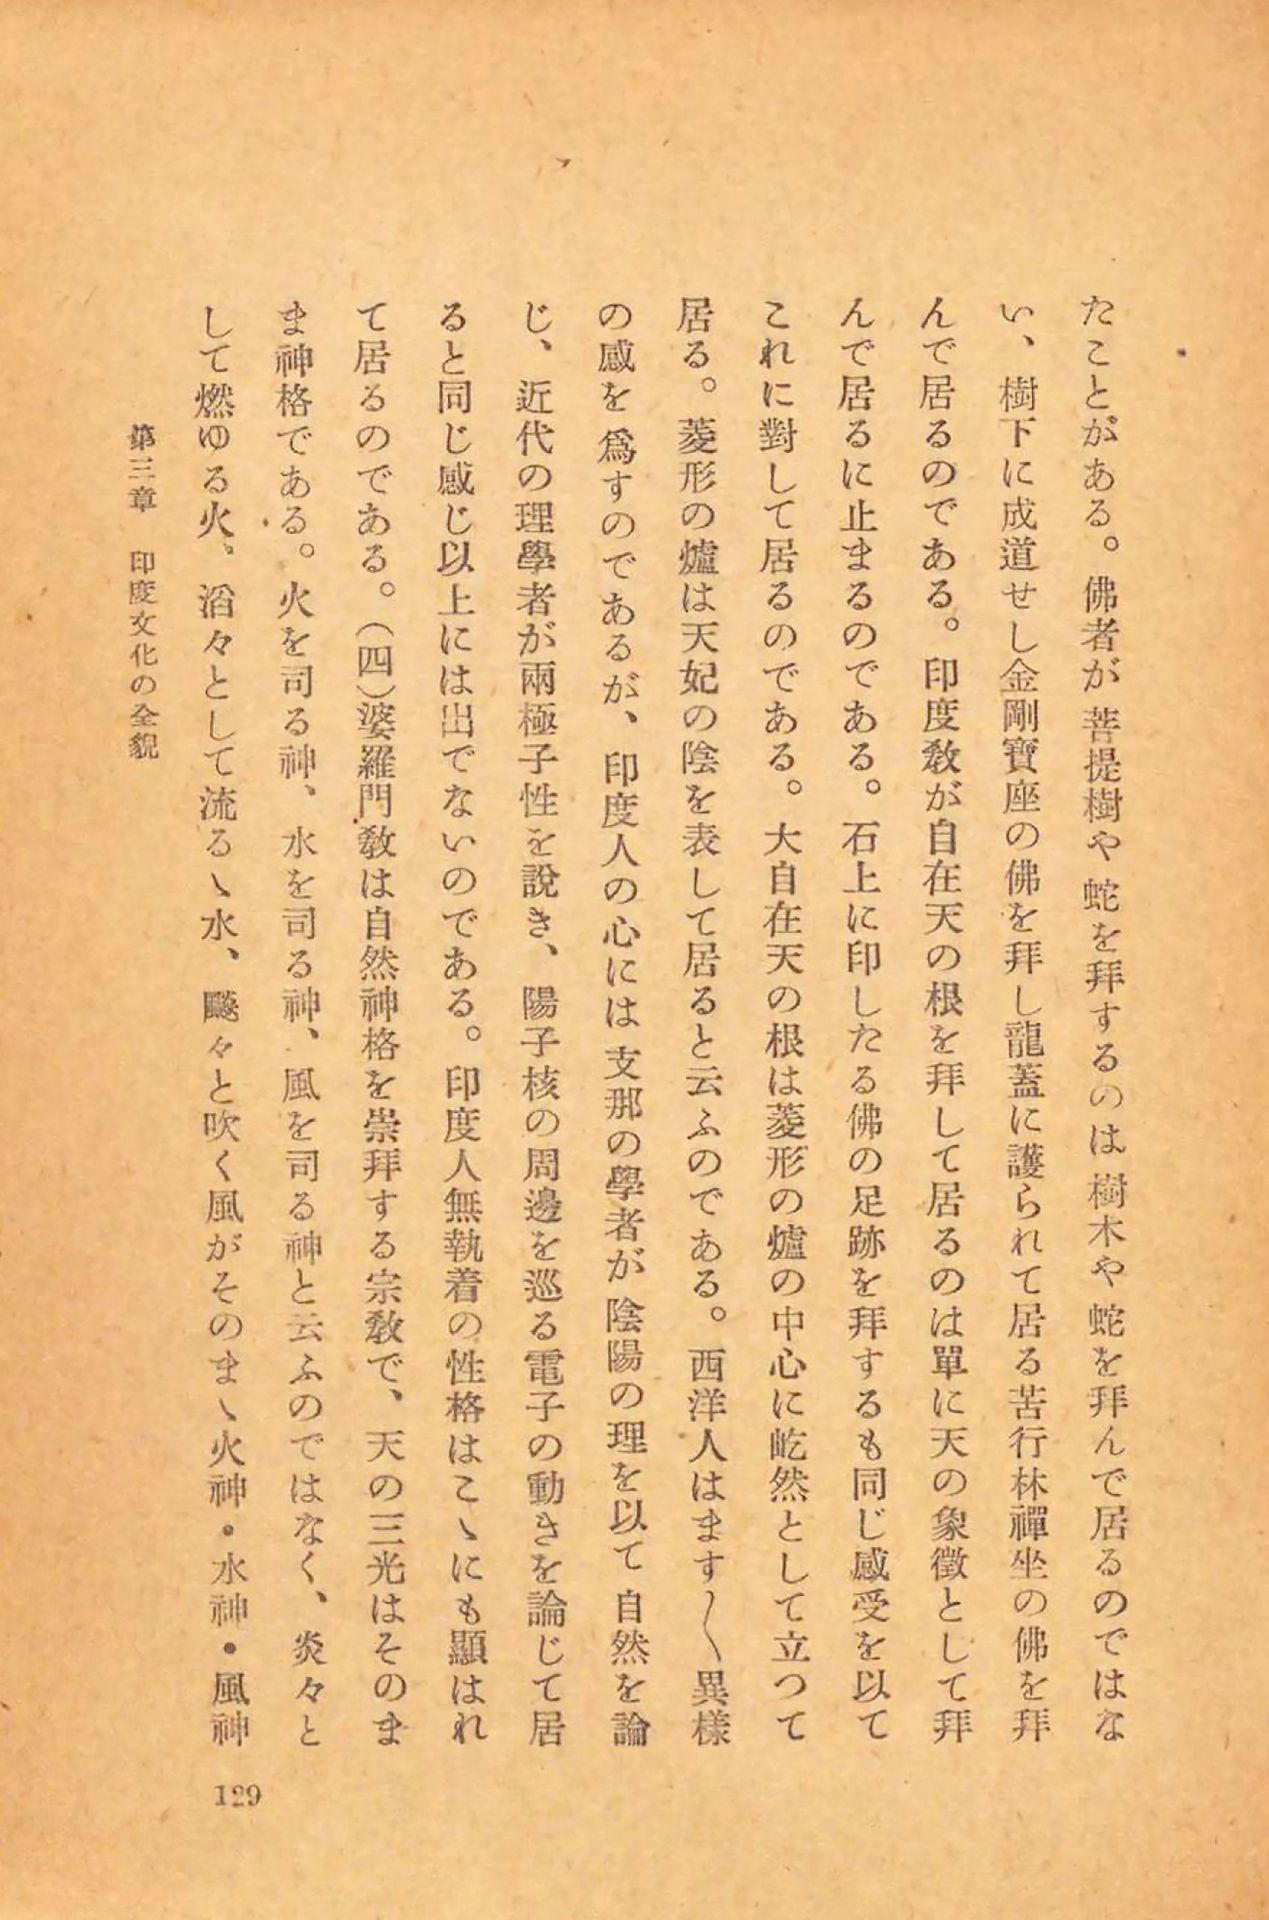 たことがある。佛者が菩提樹や蛇を拜するのは樹木や蛇を拜んで居るのではな
い、樹下に成道せし金剛寶座の佛を拜し龍蓋に護られて居る苦行林禪坐の佛を拜
んで居るのである。印度敎が自在天の根を拜して居るのは單に天の象徵として拜
んで居るに止まるのである。石上に印したる佛の足跡を拜するも同じ感受を以て
これに對して居るのである。大自在天の根は菱形の爐の中心に屹然として立つて
居る。菱形の爐は天妃の陰を表して居ると云ふのである。西洋人はます〱異樣
の感を爲すのであるが、印度人の心には支那の學者が陰陽の理を以て自然を論
じ、近代の理學者が兩極子性を說き、陽子核の周邊を巡る電子の動きを論じて居
ると同じ感じ以上には出でないのである。印度人無執着の性格はこゝにも顯はれ
て居るのである。（四）婆羅門敎は自然神格を崇拜する宗敎で、天の三光はそのま
ま神格である。火を司る神、水を司る神、風を司る神と云ふのではなく、炎々と
して燃ゆる火、滔々として流るゝ水、飈々と吹く風がそのまゝ火神・水神・風神
第三章　印度文化の全貌
129